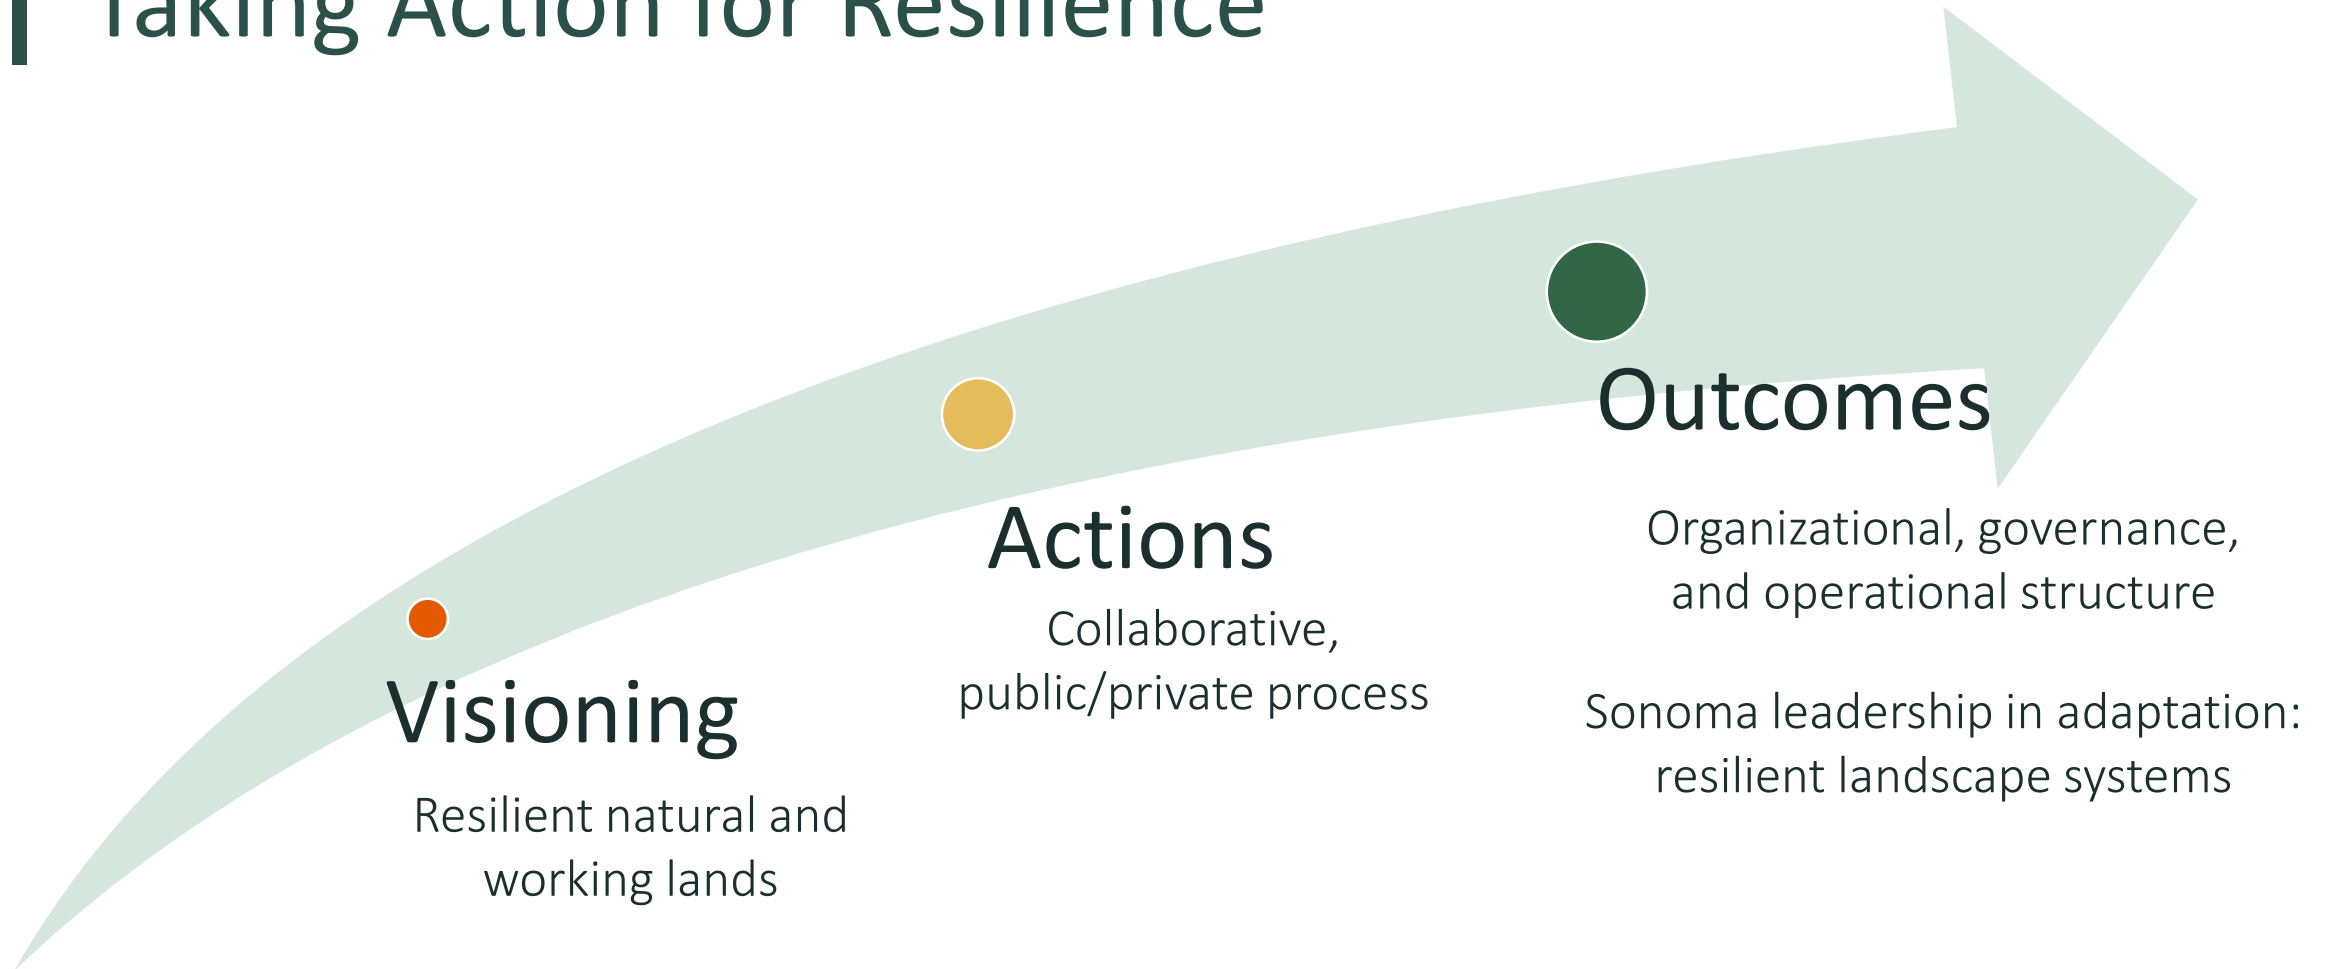 Taking Action for Resilience
Visioning
Resilient natural and
working lands
Actions
Collaborative,
public/private process
Outcomes
Organizational, governance,
and operational structure
Sonoma leadership in adaptation:
resilient landscape systems